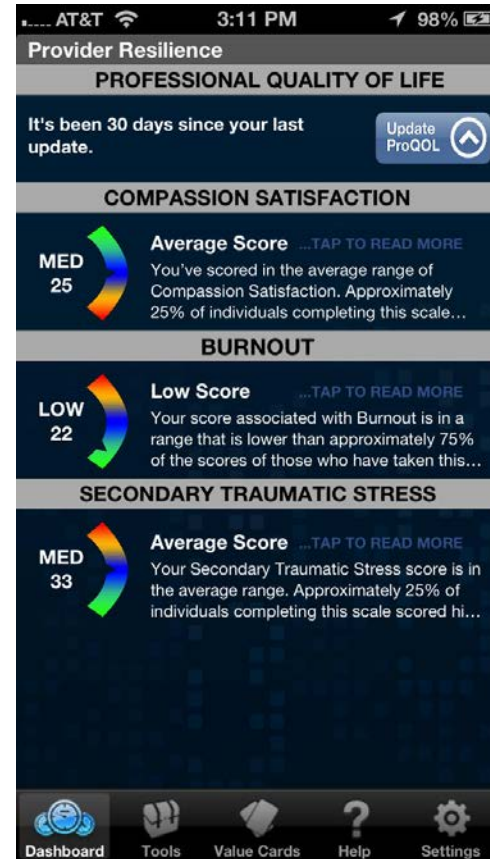 AT&T 3:11 PM 98%
Provider Resilience
PROFESSIONAL QUALITY OF LIFE
It's been 30 days since your last
update.
Update
ProQOL
COMPASSION SATISFACTION
MED
25
Average Score ...TAP TO READ MORE
You've scored in the average range of
Compassion Satisfaction. Approximately
25% of individuals completing this scale...
BURNOUT
LOW
22
Low Score ...TAP TO READ MORE
Your score associated with Burnout is in a
range that is lower than approximately 75%
of the scores of those who have taken this...
SECONDARY TRAUMATIC STRESS
MED
33
Average Score ...TAP TO READ MORE
Your Secondary Traumatic Stress score is in
the average range. Approximately 25% of
individuals completing this scale scored hi...
Dashboard Tools Value Cards Help Settings